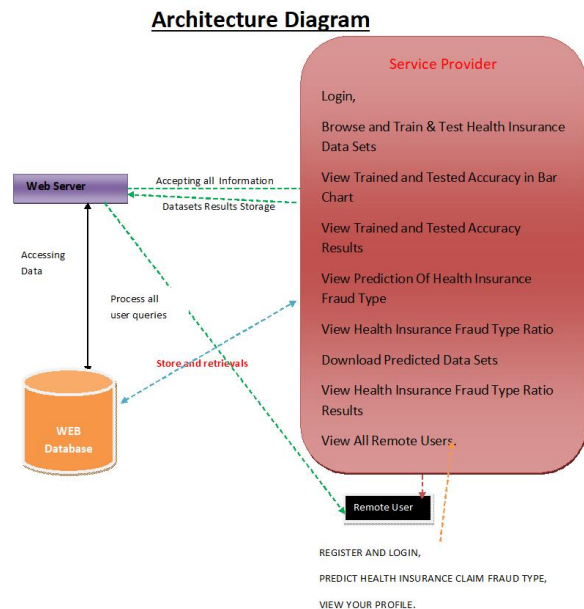 Architecture Diagram
Service Provider
Login,
Browse and Train & Test Health Insurance
Data Sets
View Trained and Tested Accuracy in Bar
Chart
View Trained and Tested Accuracy
Results
View Prediction Of Health Insurance
Fraud Type
View Health Insurance Fraud Type Ratio
Download Predicted Data Sets
View Health Insurance Fraud Type Ratio
Results
View All Remote Users.
Web Server
Accepting all Information
Datasets Results Storage
Accessing
Data
Process all
user queries
Store and retrievals
WEB
Database
Remote User
REGISTER AND LOGIN,
PREDICT HEALTH INSURANCE CLAIM FRAUD TYPE,
VIEW YOUR PROFILE.